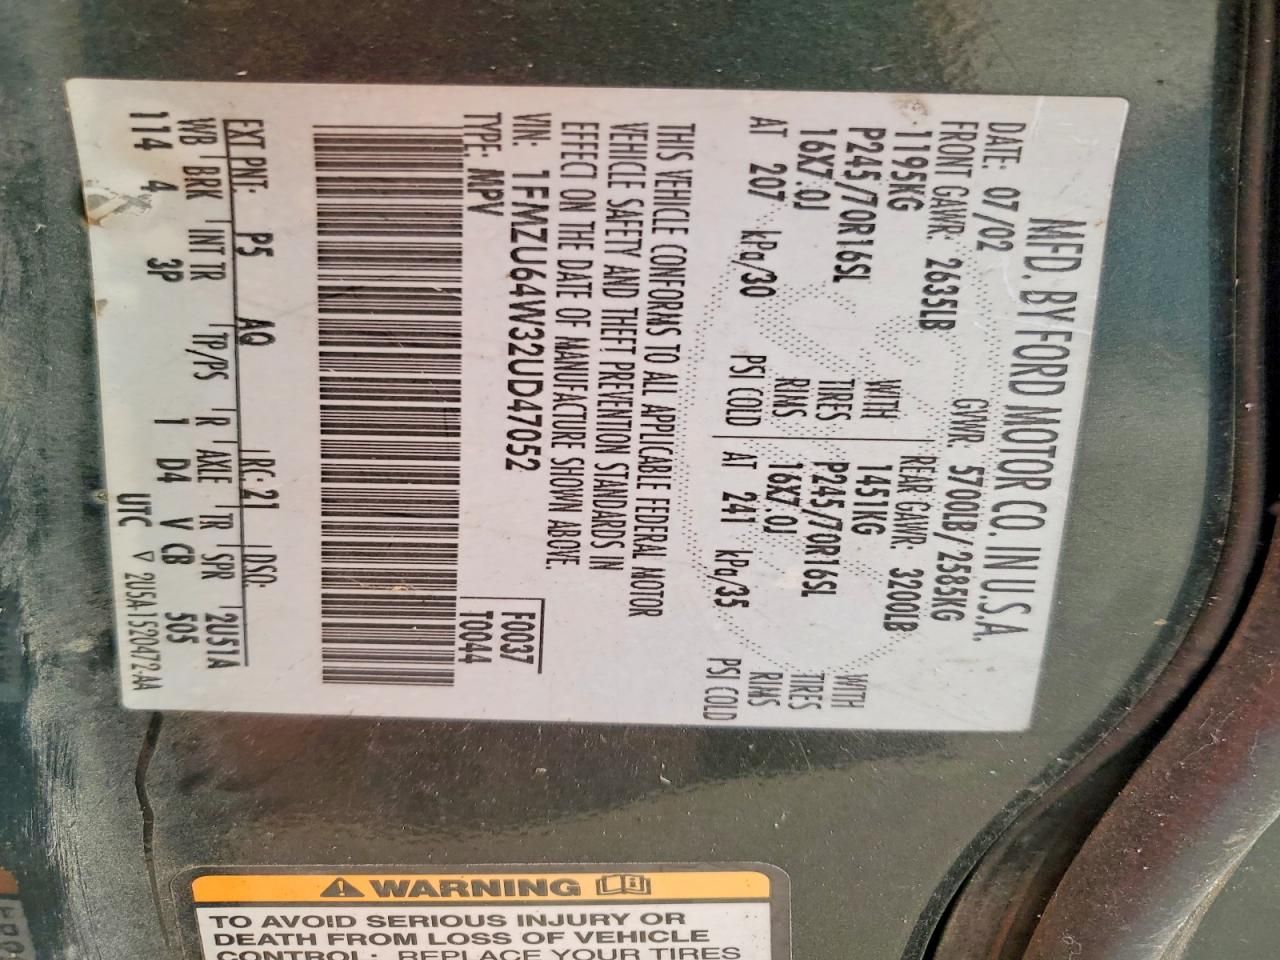 MFD. BY FORD MOTOR CO. IN U.S.A.
DATE: 07/02 GVWR: 5700LB/2585KG
FRONT GAWR: 2635LB REAR GAWR: 3200LB
1195KG WITH 1451KG WITH
P245/70R16SL TIRES P245/70R16SL TIRES
16X7.0J RIMS 16X7.0J RIMS
AT 207 kPa/30 PSI COLD AT 241 kPa/35 PSI COLD
THIS VEHICLE CONFORMS TO ALL APPLICABLE FEDERAL MOTOR
VEHICLE SAFETY AND THEFT PREVENTION STANDARDS IN
EFFECT ON THE DATE OF MANUFACTURE SHOWN ABOVE.
VIN: 1FMZU64W32UD47052 F0037
TYPE: MPV T0044
EXT PNT: P5 AQ RC: 21 DSO:
WB BRK INT TR TP/PS R AXLE TR SPR 2U51A
114 4 3P 1 D4 V CB 505
UTC ▽ 2U5A1520472-AA
⚠ WARNING
TO AVOID SERIOUS INJURY OR
DEATH FROM LOSS OF VEHICLE
CONTROL: REPLACE YOUR TIRES